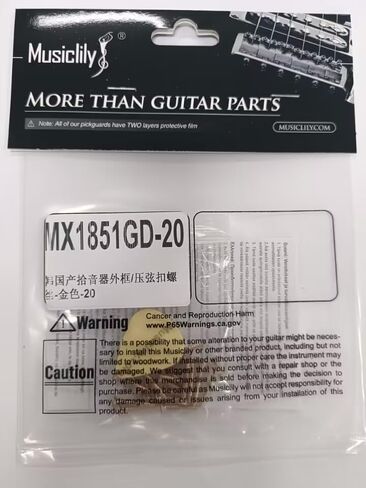 Musiclily ®
MORE THAN GUITAR PARTS
Note: All of our pickguards have TWO layers protective film
MUSICLILY.COM
MX1851GD-20
韩国产拾音器外框/压弦扣螺
丝-金色-20
Warning
Cancer and Reproduction Harm
www.P65Warnings.ca.gov
Caution
There is a possibility that some alteration to your guitar might be neces-
sary to install this Musiclily or other branded product, including but not
limited to woodwork. If installed without proper care the instrument may
be damaged. We suggest that you consult with a repair shop or the
shop where this merchandise is sold before making the decision to
purchase. Please be careful as Musiclily will not accept responsibility for
any damage caused or issues arising from the installation of this
product.